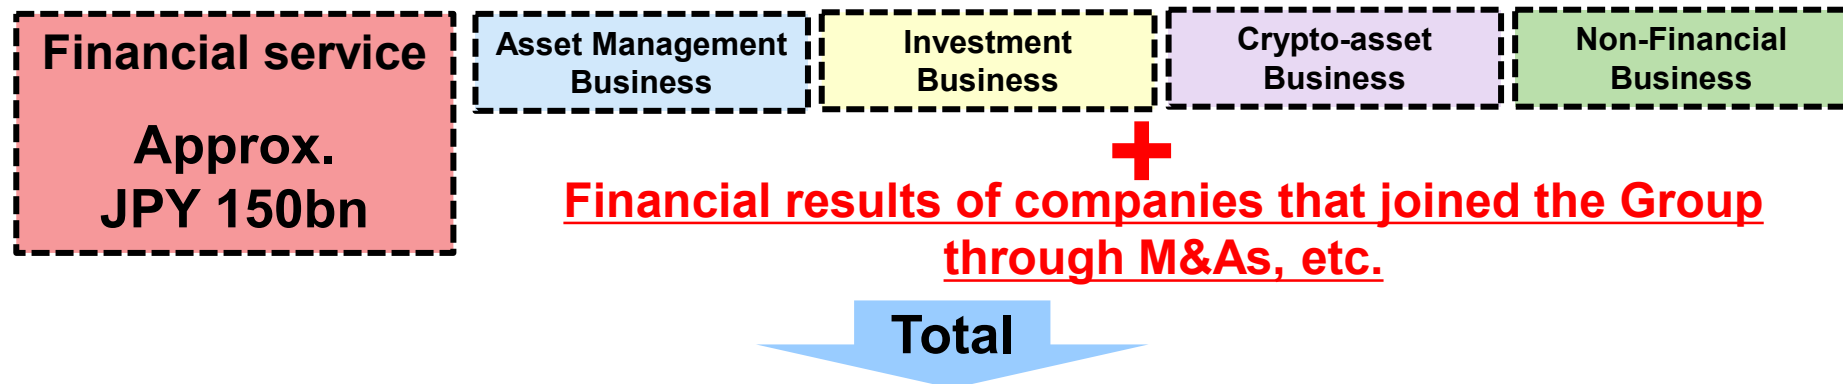 Financial service
Approx.
JPY 150bn
Asset Management
Business
Investment
Business
Crypto-asset
Business
Non-Financial
Business
+
Financial results of companies that joined the Group
through M&As, etc.
Total